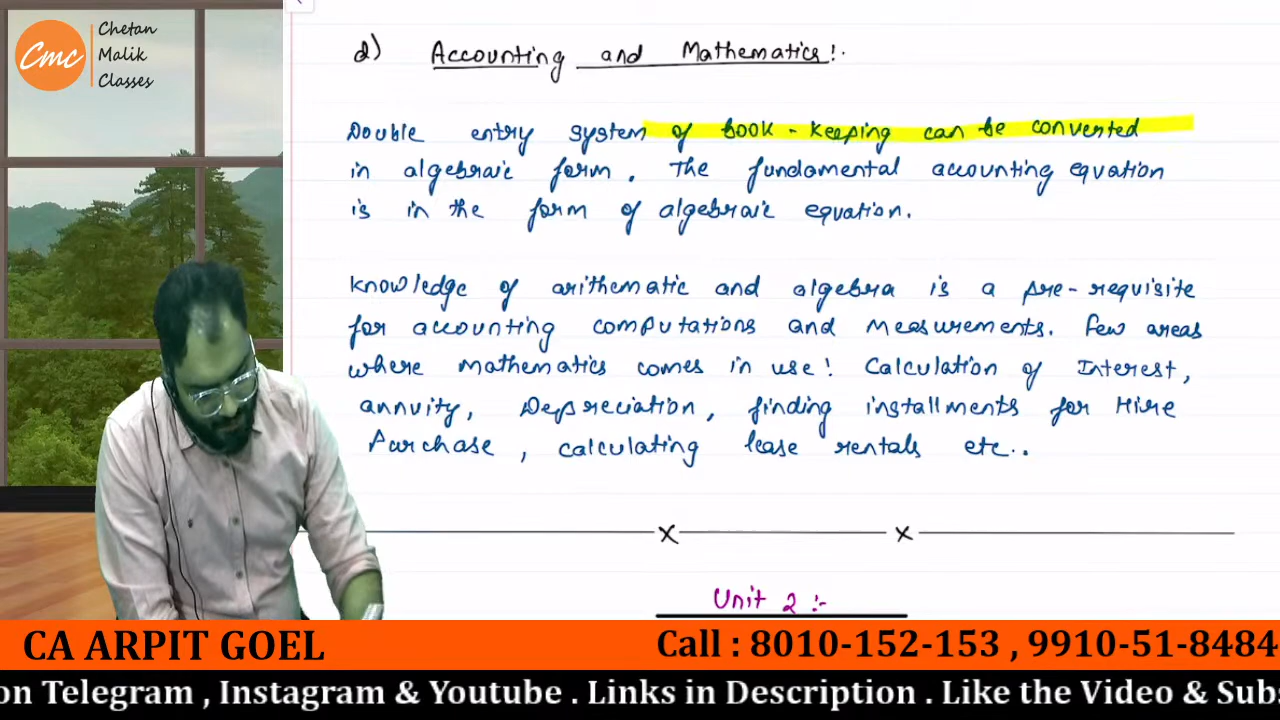 Cmc
Chetan
Malik
Classes
d) Accounting and Mathematics:-
Double entry system of book-keeping can be converted
in algebraic form. The fundamental accounting equation
is in the form of algebraic equation.
Knowledge of arithematic and algebra is a pre-requisite
for accounting computations and measurements. Few areas
where mathematics comes in use: Calculation of Interest,
annuity, Depreciation, finding installments for Hire
Purchase, calculating lease rentals etc..
x x
Unit 2 :-
CA ARPIT GOEL
Call : 8010-152-153 , 9910-51-8484
on Telegram , Instagram & Youtube . Links in Description . Like the Video & Subs